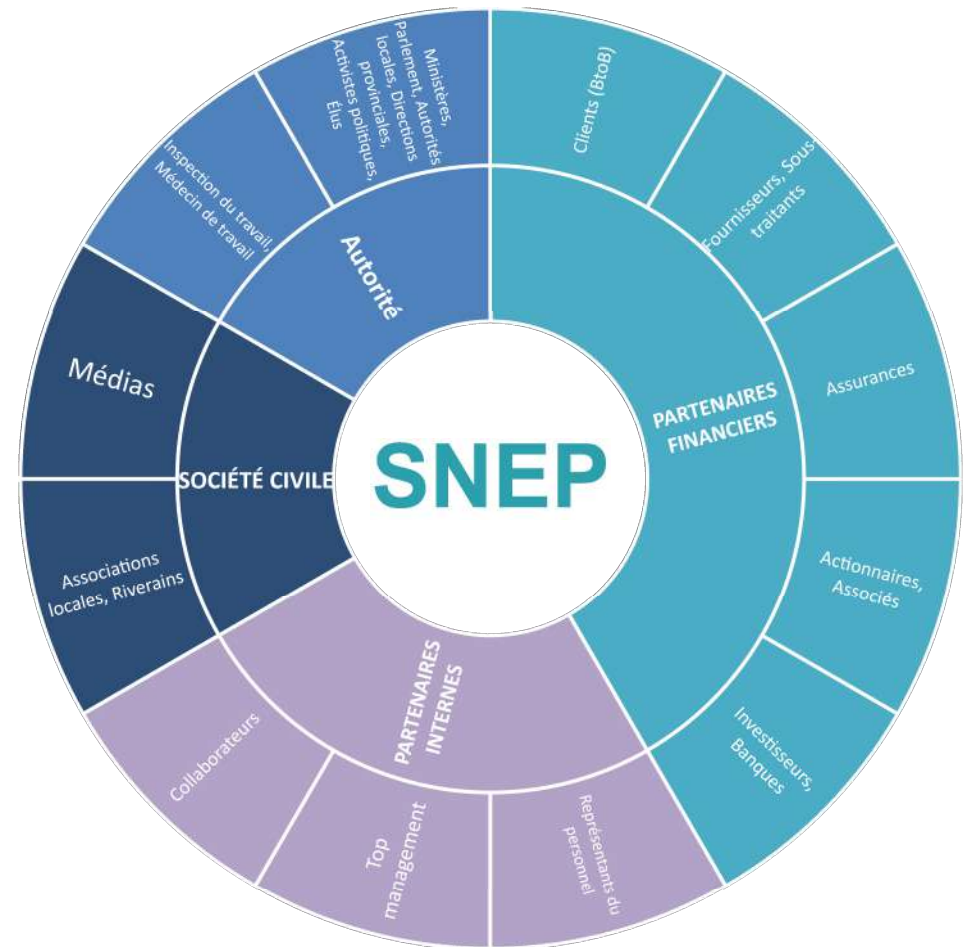 Ministères,
Parlement, Autorités
locales, Directions
provinciales,
Activistes politiques,
Élus
Clients (BtoB)
Fournisseurs, Sous-
traitants
Assurances
Actionnaires,
Associés
Investisseurs,
Banques
Représentants du
personnel
Top
management
Collaborateurs
Associations
locales, Riverains
Médias
Inspection du travail,
Médecin de travail
Autorité
PARTENAIRES
FINANCIERS
PARTENAIRES
INTERNES
SOCIÉTÉ CIVILE
SNEP